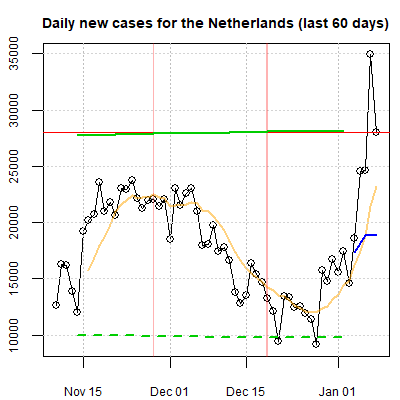 Daily new cases for the Netherlands (last 60 days)
35000
30000
25000
20000
15000
10000
Nov 15
Dec 01
Dec 15
Jan 01